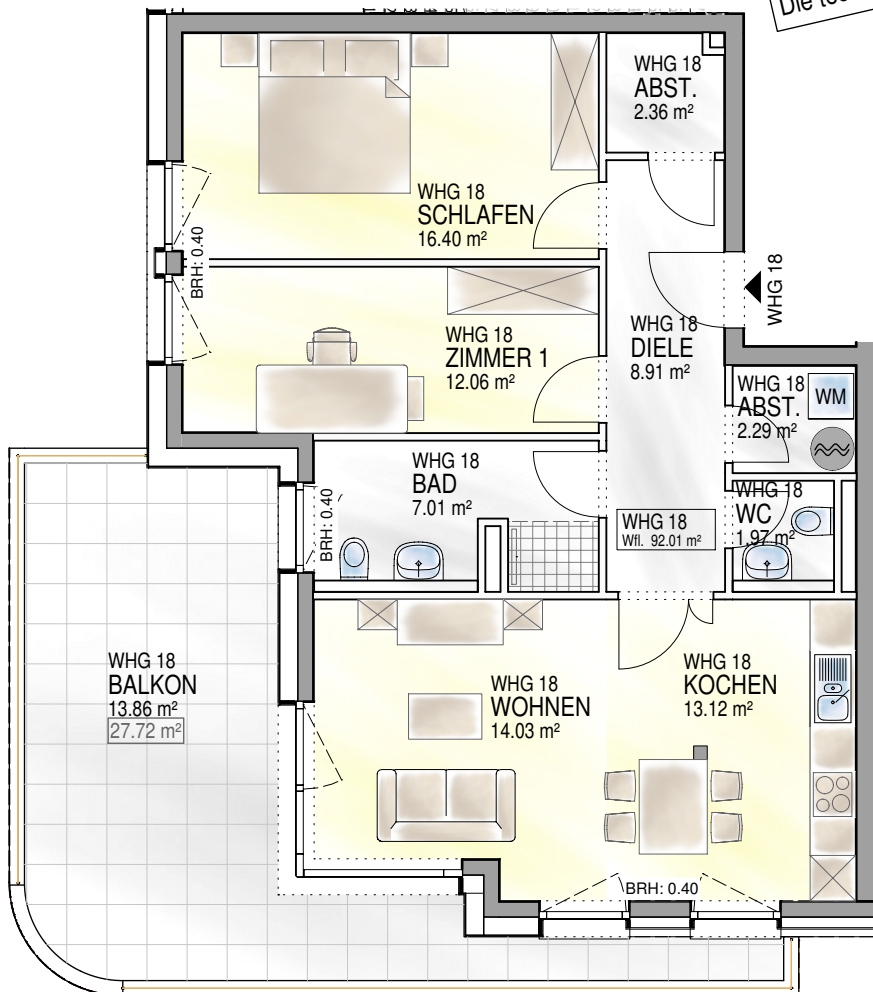 WHG 18
ABST.
2.36 m²
WHG 18
SCHLAFEN
16.40 m²
BRH: 0.40
WHG 18
WHG 18
ZIMMER 1
12.06 m²
WHG 18
DIELE
8.91 m²
WHG 18
ABST.
2.29 m²
WM
WHG 18
BAD
7.01 m²
BRH: 0.40
WHG 18
Wfl. 92.01 m²
WHG 18
WC
1.97 m²
WHG 18
BALKON
13.86 m²
27.72 m²
WHG 18
WOHNEN
14.03 m²
WHG 18
KOCHEN
13.12 m²
BRH: 0.40
Die